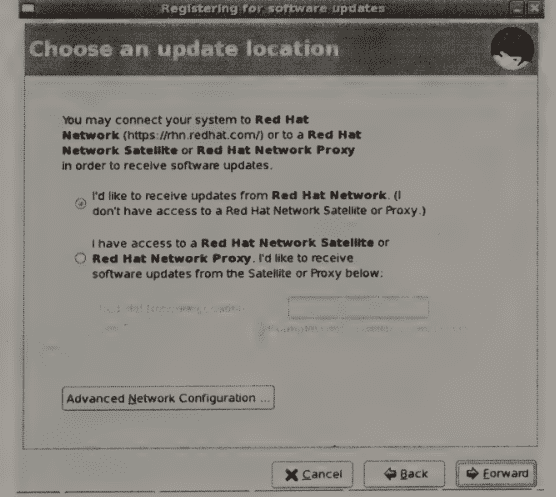 Registering for software updates
Choose an update location
You may connect your system to Red Hat
Network (https://rhn.redhat.com/) or to a Red Hat
Network Satellite or Red Hat Network Proxy
in order to receive software updates.
I'd like to receive updates from Red Hat Network. (I
don't have access to a Red Hat Network Satellite or Proxy.)
I have access to a Red Hat Network Satellite or
Red Hat Network Proxy. I'd like to receive
software updates from the Satellite or Proxy below:
Advanced Network Configuration ...
Cancel
Back
Forward